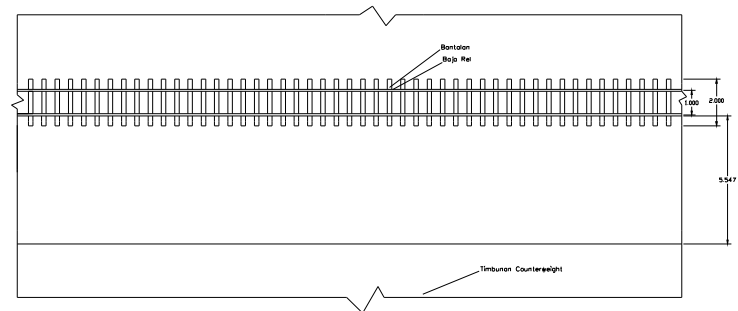 Bantalan
Baja Rel
1.000
2.000
5.547
Timbunan Counterweight